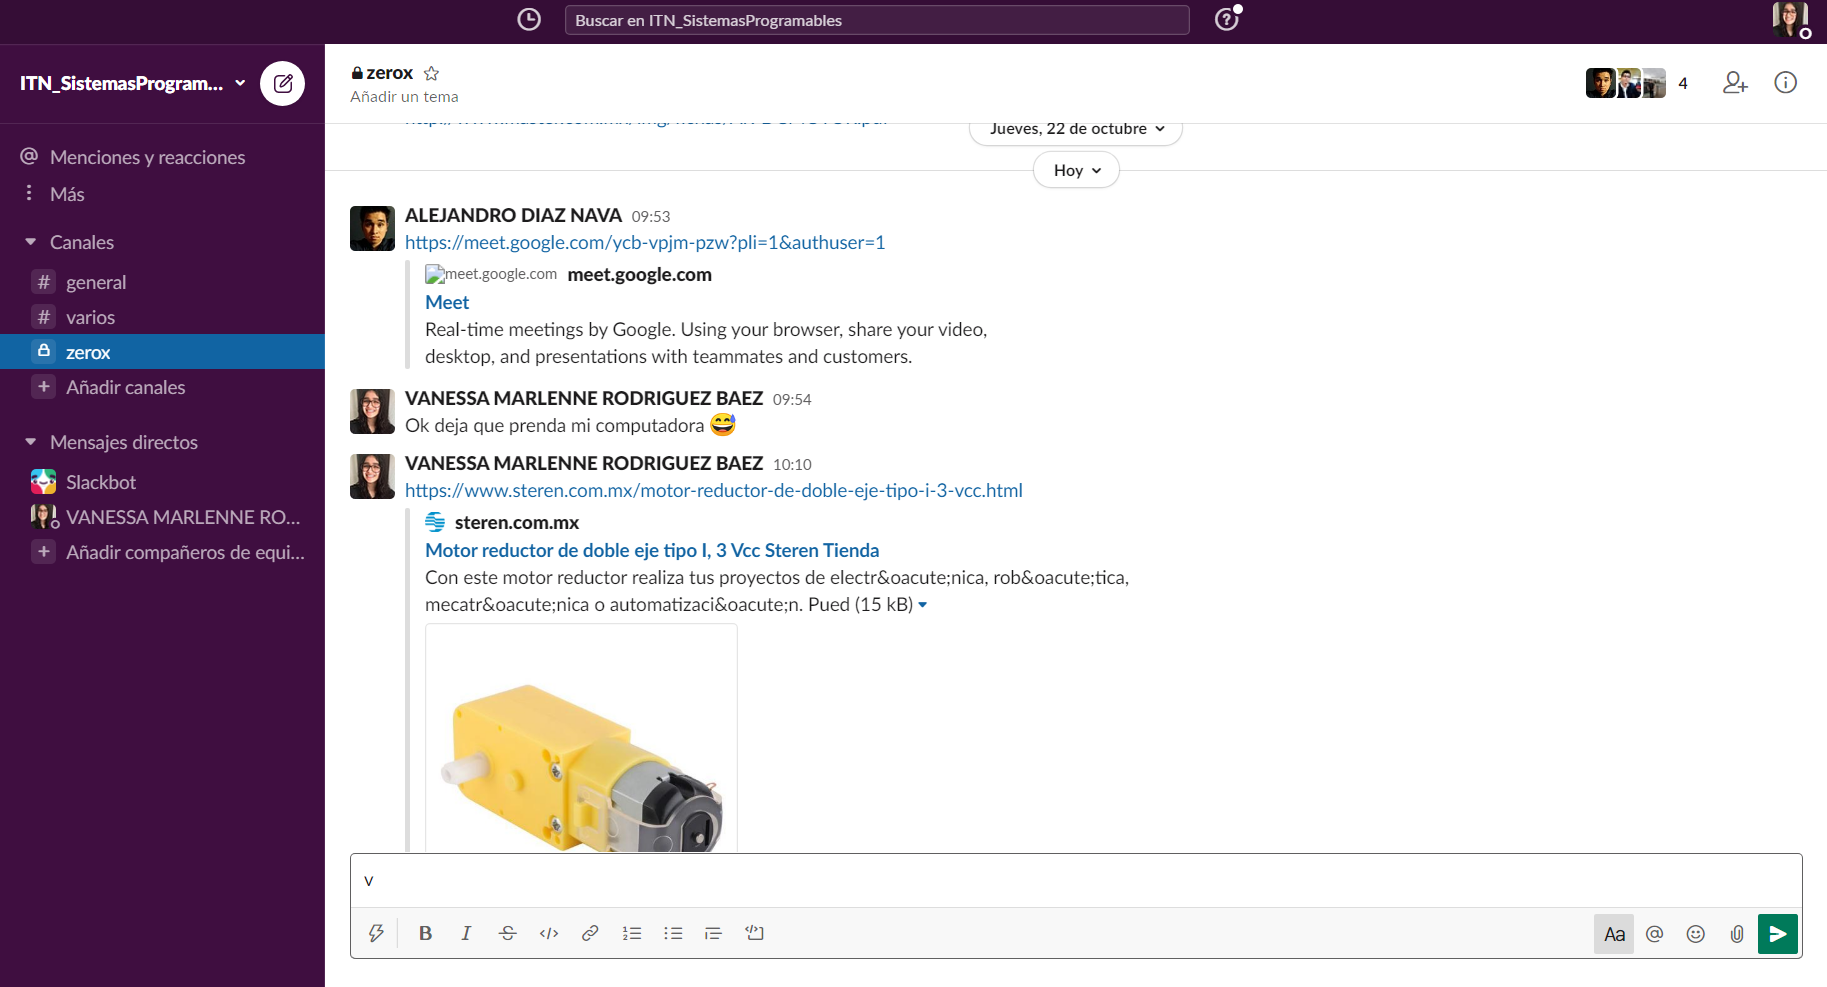 Buscar en ITN_SistemasProgramables
ITN_SistemasProgram...
zerox
Añadir un tema
4
Menciones y reacciones
Más
Canales
general
varios
zerox
Añadir canales
Mensajes directos
Slackbot
VANESSA MARLENNE RO...
Añadir compañeros de equi...
Jueves, 22 de octubre
Hoy
ALEJANDRO DIAZ NAVA 09:53
https://meet.google.com/ycb-vpjm-pzw?pli=1&authuser=1
meet.google.com meet.google.com
Meet
Real-time meetings by Google. Using your browser, share your video,
desktop, and presentations with teammates and customers.
VANESSA MARLENNE RODRIGUEZ BAEZ 09:54
Ok deja que prenda mi computadora 😅
VANESSA MARLENNE RODRIGUEZ BAEZ 10:10
https://www.steren.com.mx/motor-reductor-de-doble-eje-tipo-i-3-vcc.html
steren.com.mx
Motor reductor de doble eje tipo I, 3 Vcc Steren Tienda
Con este motor reductor realiza tus proyectos de electr&oacute;nica, rob&oacute;tica,
mecatr&oacute;nica o automatizaci&oacute;n. Pued (15 kB)
v
B I S </> Aa @